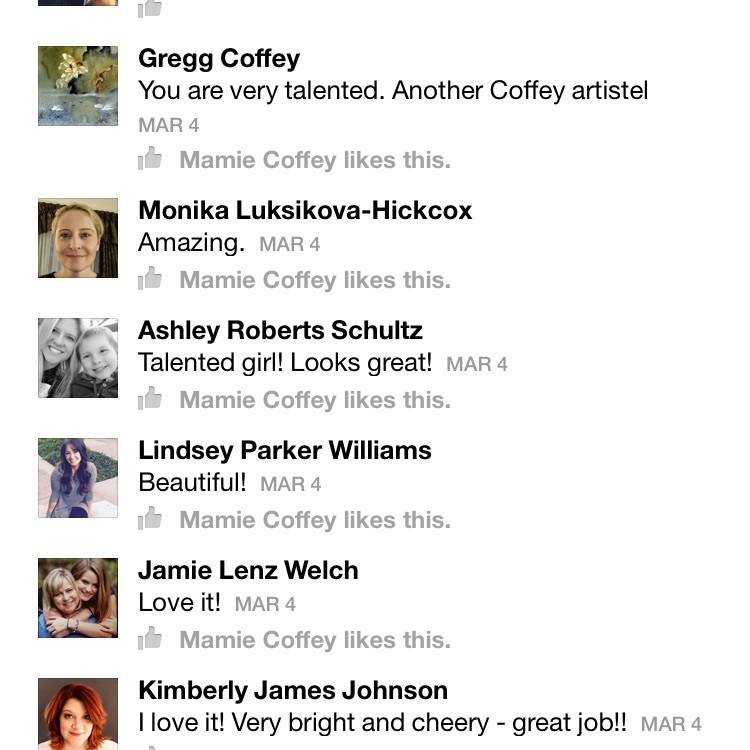 Gregg Coffey
You are very talented. Another Coffey artistel
MAR 4
Mamie Coffey likes this.
Monika Luksikova-Hickcox
Amazing. MAR 4
Mamie Coffey likes this.
Ashley Roberts Schultz
Talented girl! Looks great! MAR 4
Mamie Coffey likes this.
Lindsey Parker Williams
Beautiful! MAR 4
Mamie Coffey likes this.
Jamie Lenz Welch
Love it! MAR 4
Mamie Coffey likes this.
Kimberly James Johnson
I love it! Very bright and cheery - great job!! MAR 4